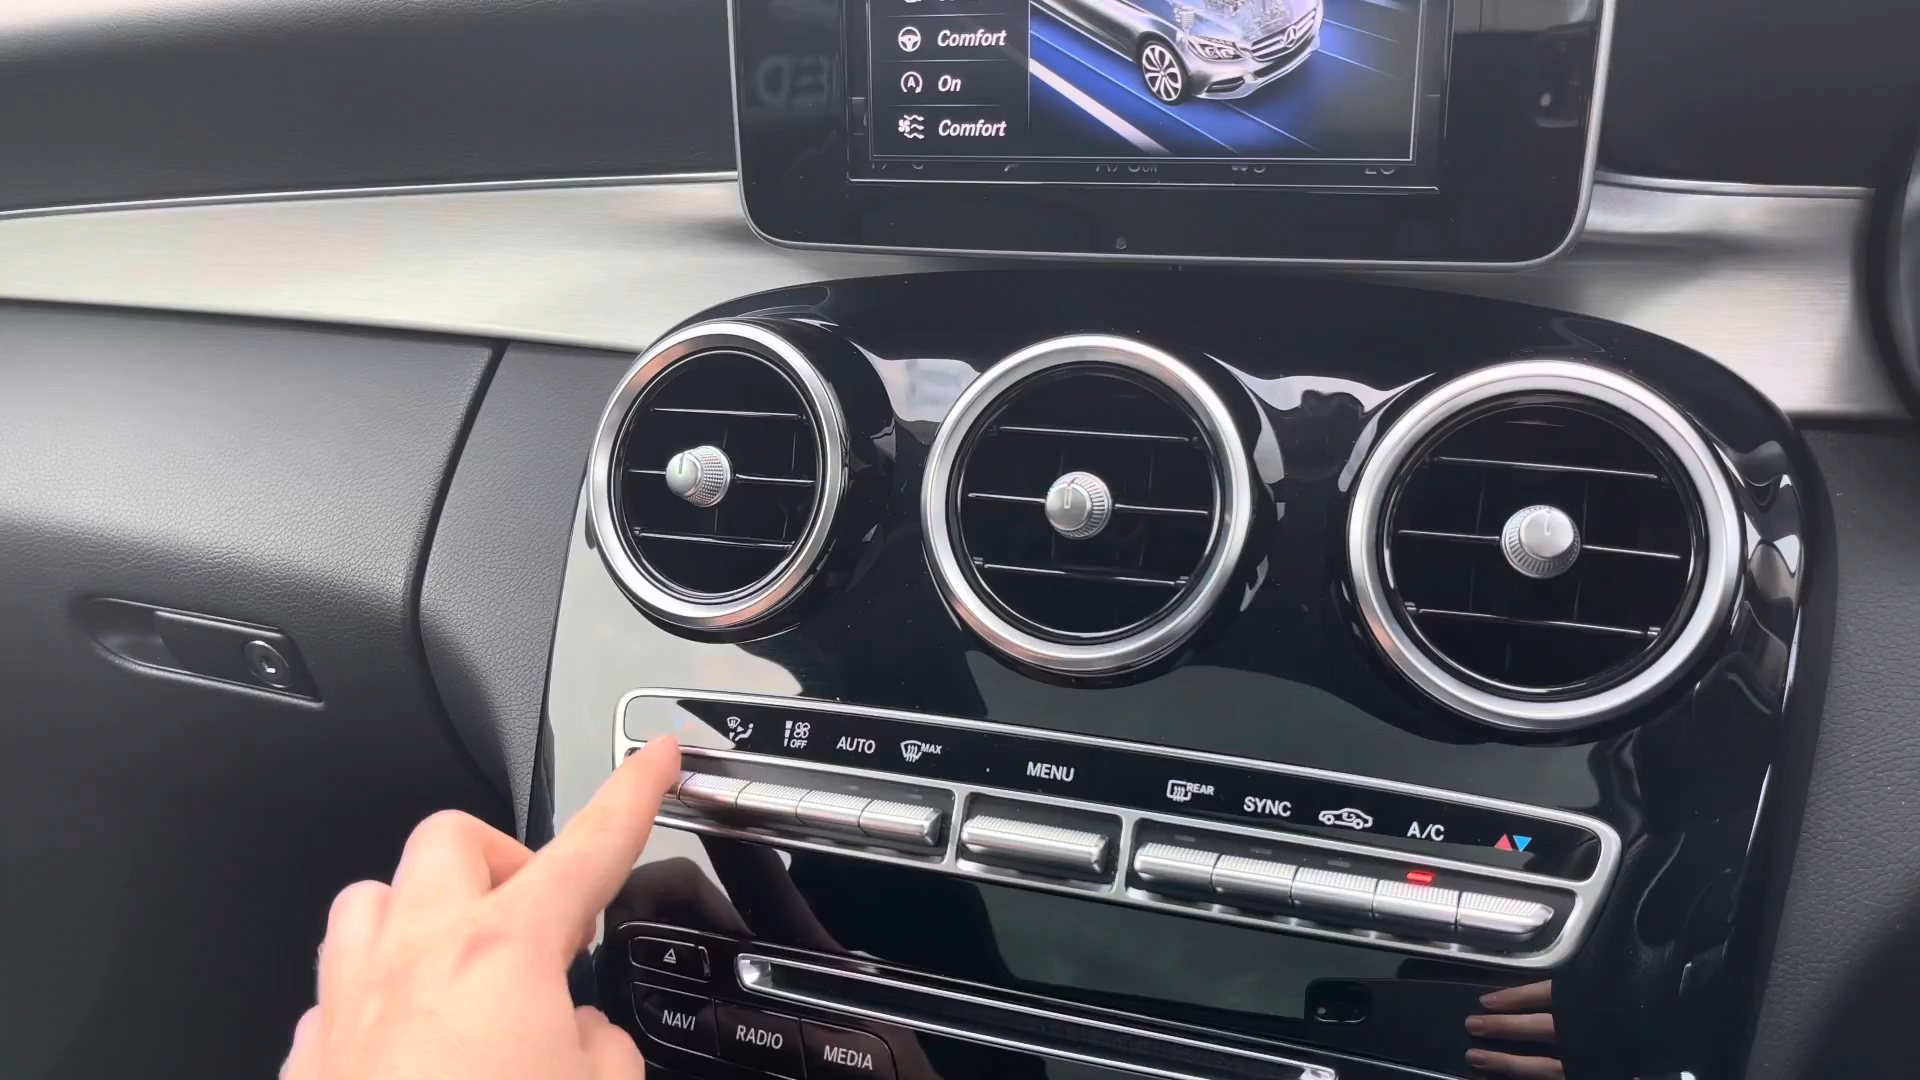 Comfort
On
Comfort
OFF
AUTO
MAX
MENU
REAR
SYNC
A/C
NAVI
RADIO
MEDIA